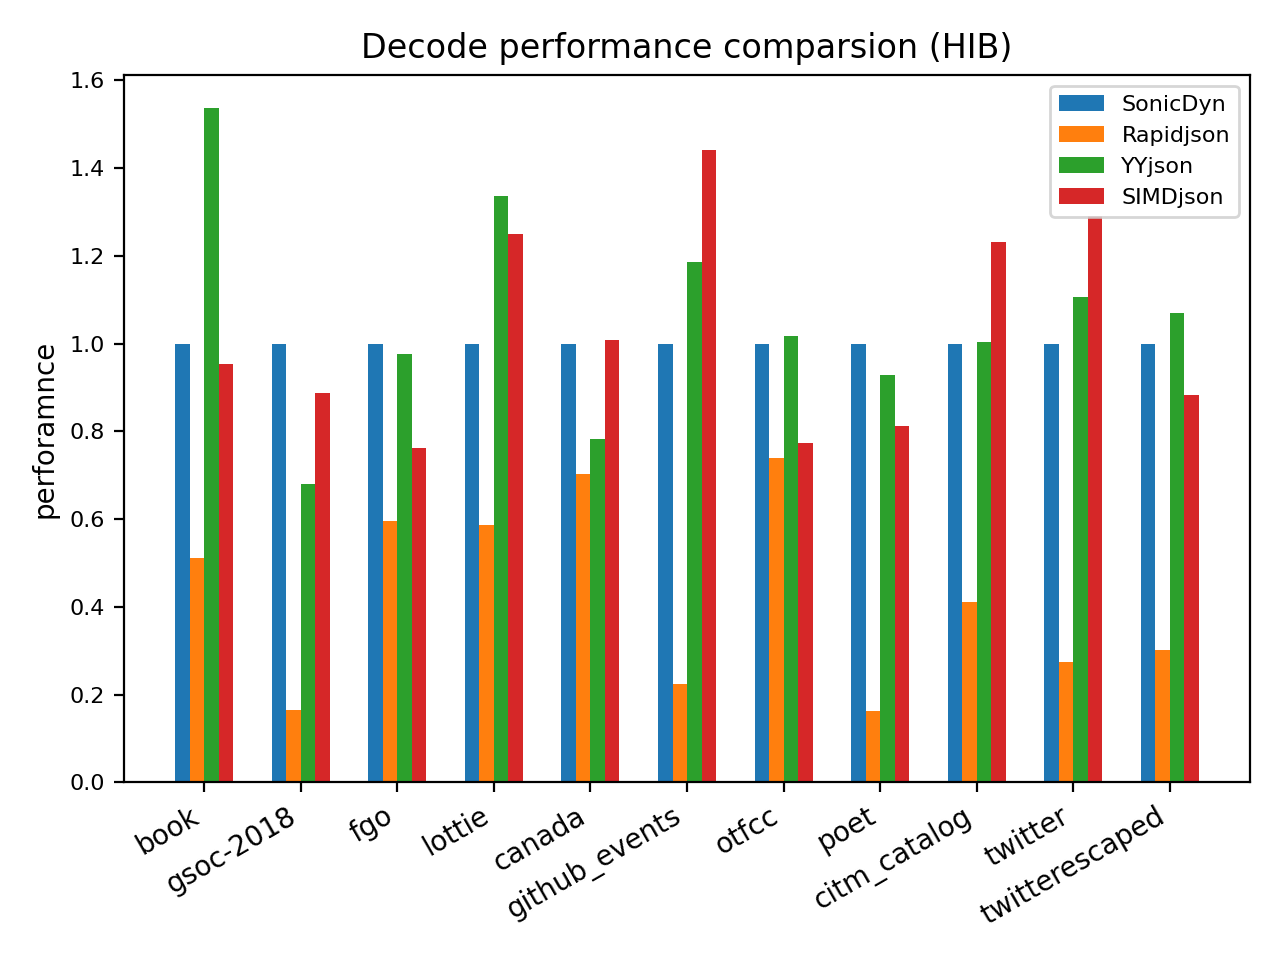 Decode performance comparsion (HIB)
SonicDyn
Rapidjson
YYjson
SIMDjson
perforamnce
1.6
1.4
1.2
1.0
0.8
0.6
0.4
0.2
0.0
book
gsoc-2018
fgo
lottie
canada
github_events
otfcc
poet
citm_catalog
twitter
twitterescaped